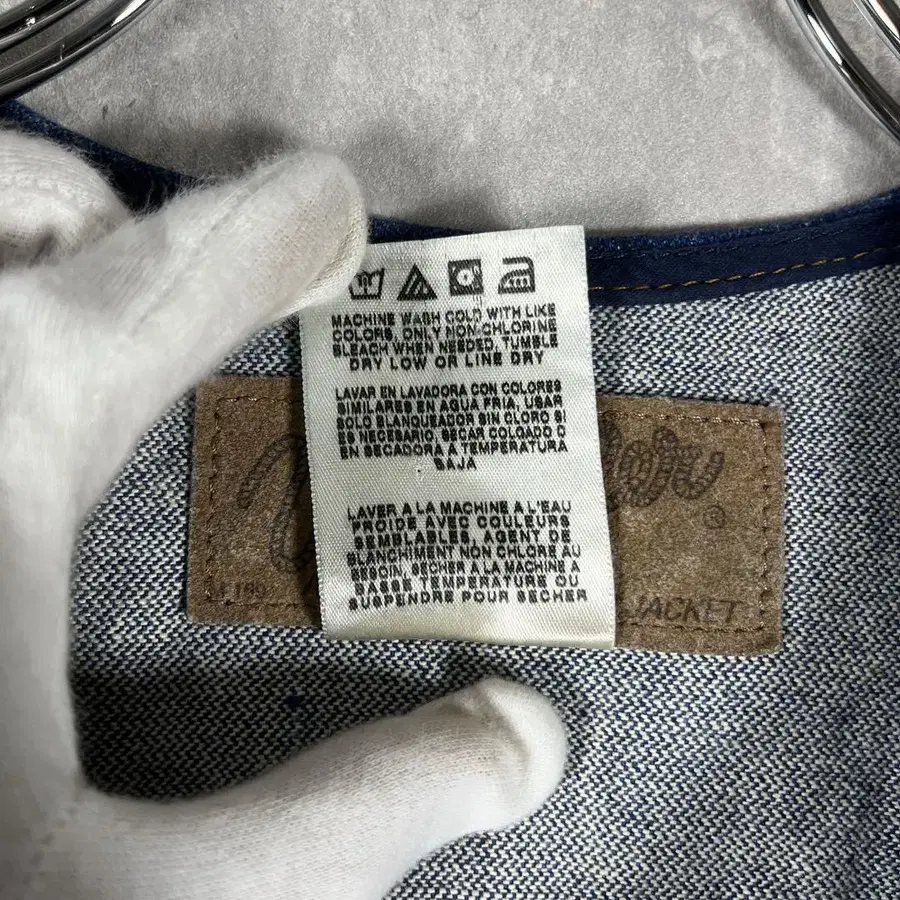 MACHINE WASH COLD WITH LIKE
COLORS, ONLY NON-CHLORINE
BLEACH WHEN NEEDED, TUMBLE
DRY LOW OR LINE DRY
LAVAR EN LAVADORA CON COLORES
SIMILARES EN AGUA FRIA, USAR
SOLO BLANQUEADOR SIN CLORO SI
ES NECESARIO, SECAR COLGADO O
EN SECADORA A TEMPERATURA
BAJA
LAVER A LA MACHINE A L'EAU
FROIDE AVEC COULEURS
SEMBLABLES, AGENT DE
BLANCHIMENT NON CHLORE AU
BESOIN, SECHER A LA MACHINE A
BASSE TEMPERATURE OU
SUSPENDRE POUR SECHER
JACKET